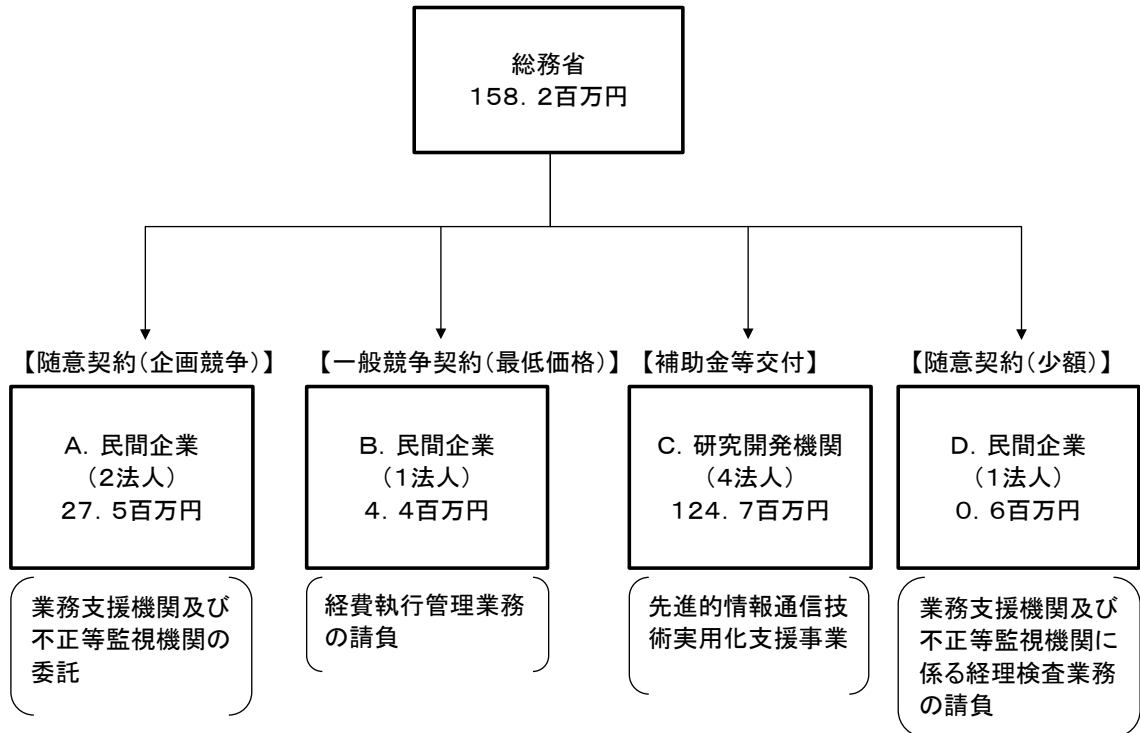 総務省
158．2百万円
【随意契約（企画競争）】
【一般競争契約（最低価格）】
【補助金等交付】
【随意契約（少額）】
A．民間企業
（2法人）
27．5百万円
B．民間企業
（1法人）
4．4百万円
C．研究開発機関
（4法人）
124．7百万円
D．民間企業
（1法人）
0．6百万円
業務支援機関及び
不正等監視機関の
委託
経費執行管理業務
の請負
先進的情報通信技
術実用化支援事業
業務支援機関及び
不正等監視機関に
係る経理検査業務
の請負